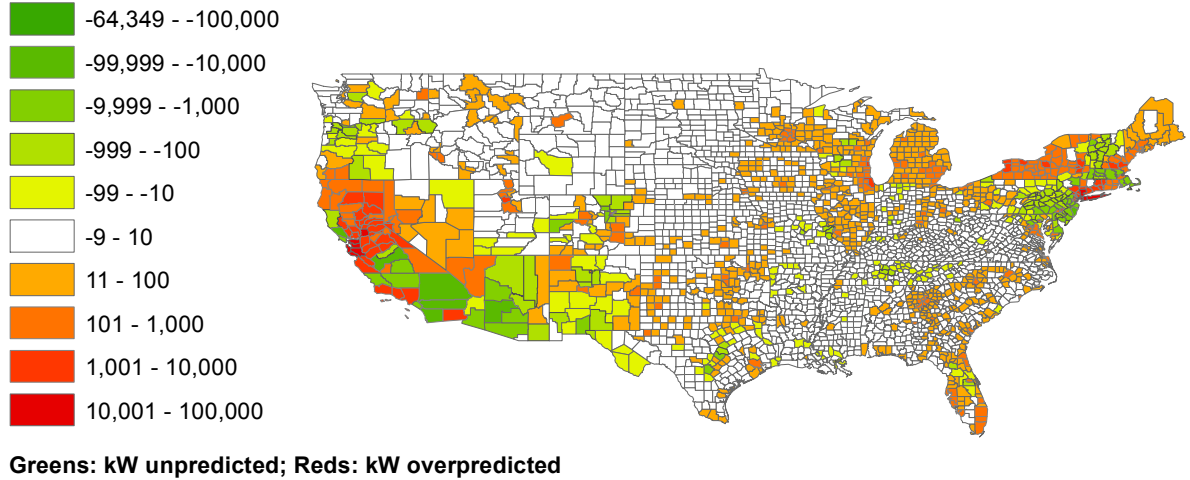 -64,349 - -100,000
-99,999 - -10,000
-9,999 - -1,000
-999 - -100
-99 - -10
-9 - 10
11 - 100
101 - 1,000
1,001 - 10,000
10,001 - 100,000
Greens: kW unpredicted; Reds: kW overpredicted